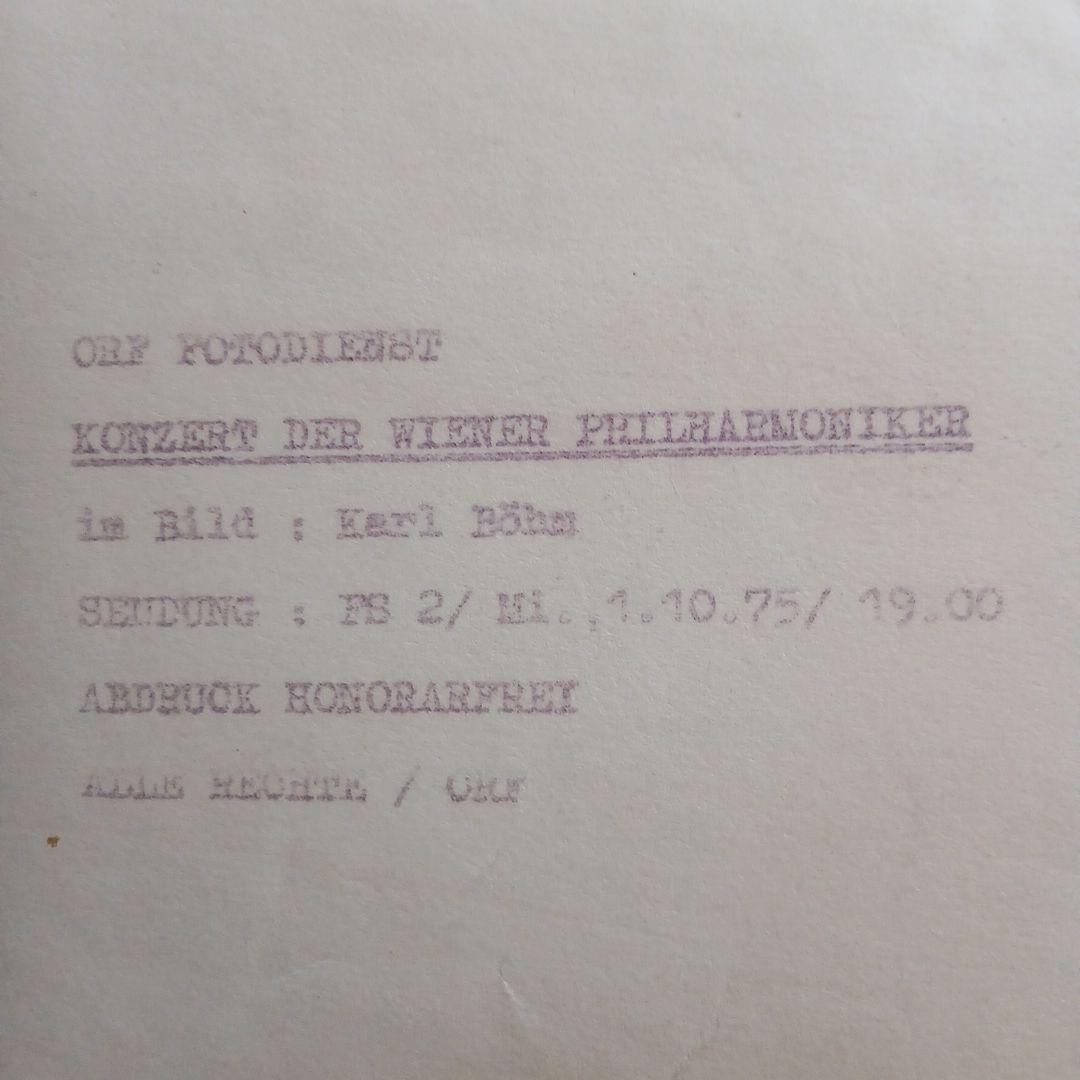 ORF FOTODIENST
KONZERT DER WIENER PHILHARMONIKER
im Bild : Karl Böhm
SENDUNG : FS 2/ Mi.,1.10.75/ 19.00
ABDRUCK HONORARFREI
ALLE RECHTE / ORF